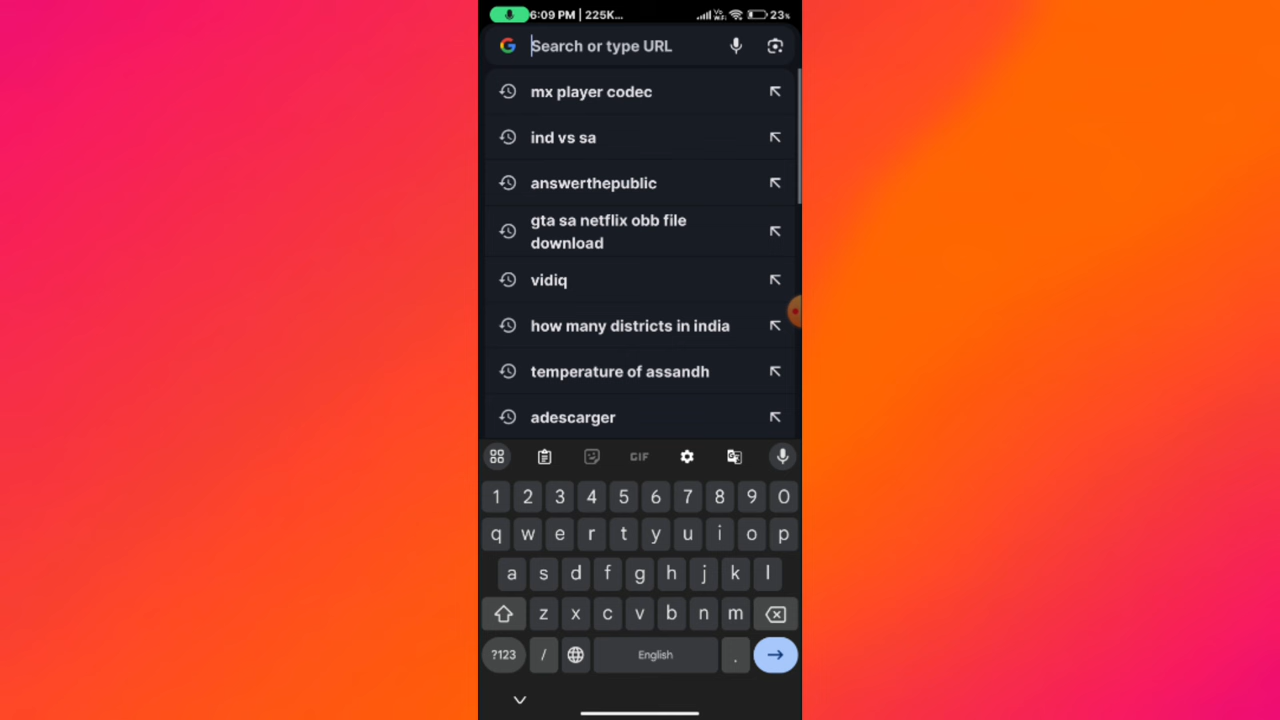 6:09 PM | 225K...
Vo
WiFi
23%
Search or type URL
mx player codec
ind vs sa
answerthepublic
gta sa netflix obb file
download
vidiq
how many districts in india
temperature of assandh
adescarger
GIF
1 2 3 4 5 6 7 8 9 0
q w e r t y u i o p
a s d f g h j k l
z x c v b n m
?123 / English .